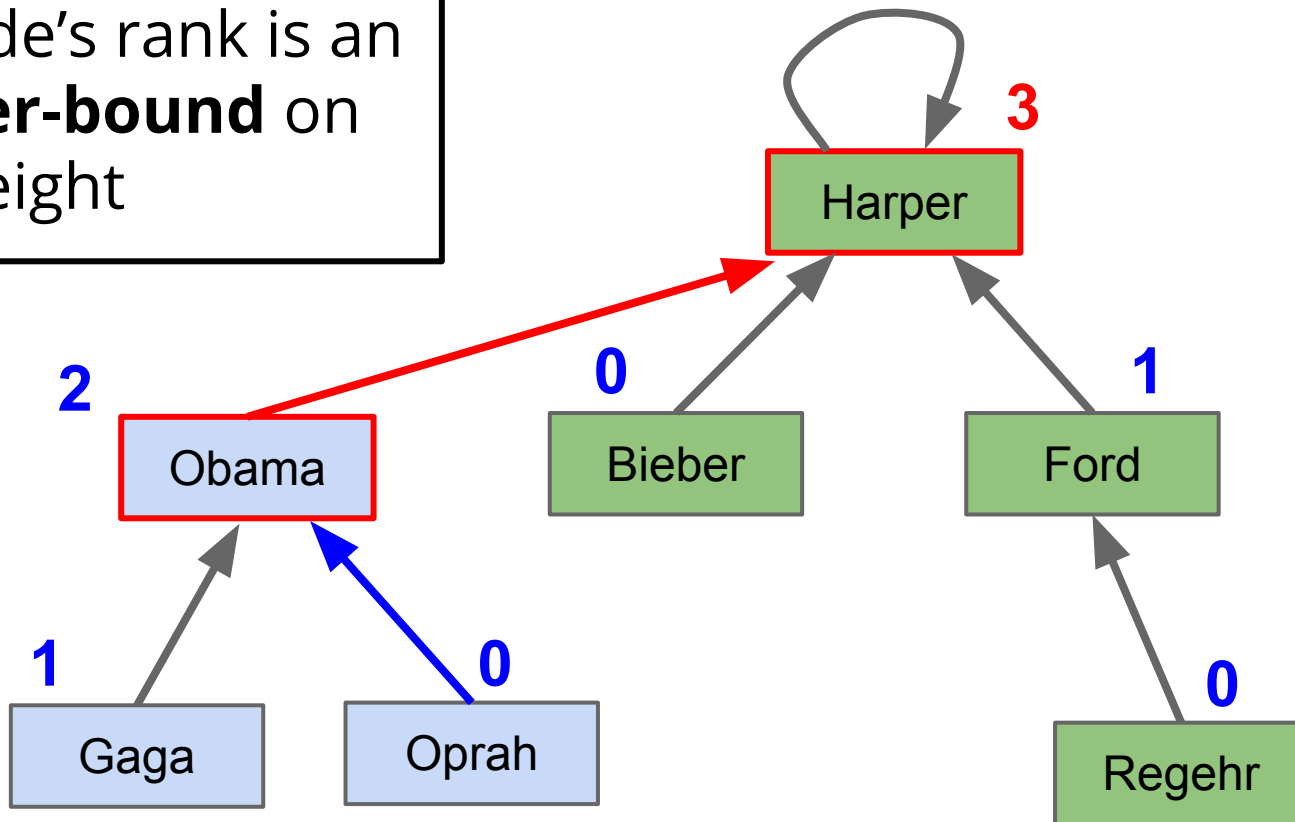 de’s rank is an
er-bound on
eight
3
Harper
2
0
1
Obama
Bieber
Ford
1
0
0
Gaga
Oprah
Regehr